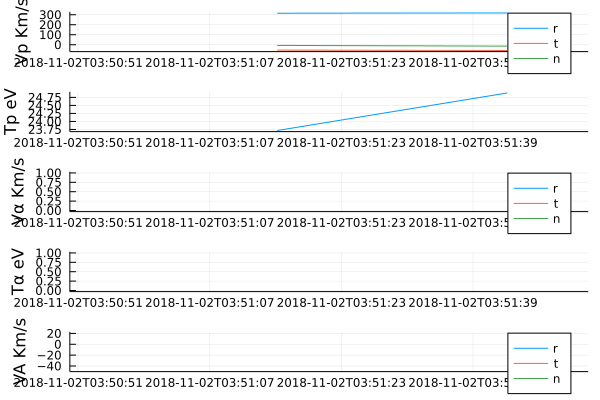 Vp Km/s
300
200
100
0
2018-11-02T03:50:51 2018-11-02T03:51:07 2018-11-02T03:51:23 2018-11-02T03:5
r
t
n
Tp eV
24.75
24.50
24.25
24.00
23.75
2018-11-02T03:50:51 2018-11-02T03:51:07 2018-11-02T03:51:23 2018-11-02T03:51:39
Vα Km/s
1.00
0.75
0.50
0.25
0.00
2018-11-02T03:50:51 2018-11-02T03:51:07 2018-11-02T03:51:23 2018-11-02T03:5
r
t
n
Tα eV
1.00
0.75
0.50
0.25
0.00
2018-11-02T03:50:51 2018-11-02T03:51:07 2018-11-02T03:51:23 2018-11-02T03:51:39
VA Km/s
20
0
−20
−40
2018-11-02T03:50:51 2018-11-02T03:51:07 2018-11-02T03:51:23 2018-11-02T03:5
r
t
n